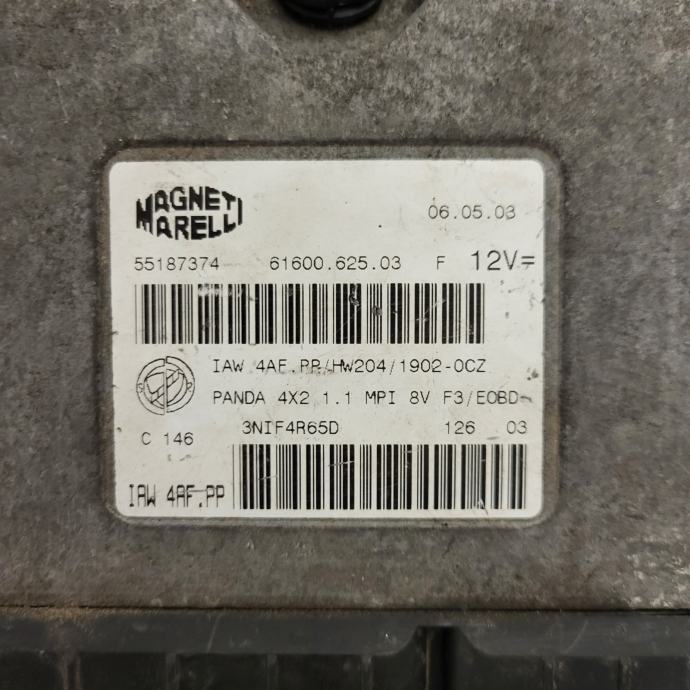 MAGNETI
MARELLI
06.05.03
55187374 61600.625.03 F 12V=
IAW 4AF.PP/HW204/1902-0CZ
PANDA 4X2 1.1 MPI 8V F3/EOBD-
C 146 3NIF4R65D 126 03
IAW 4AF.PP